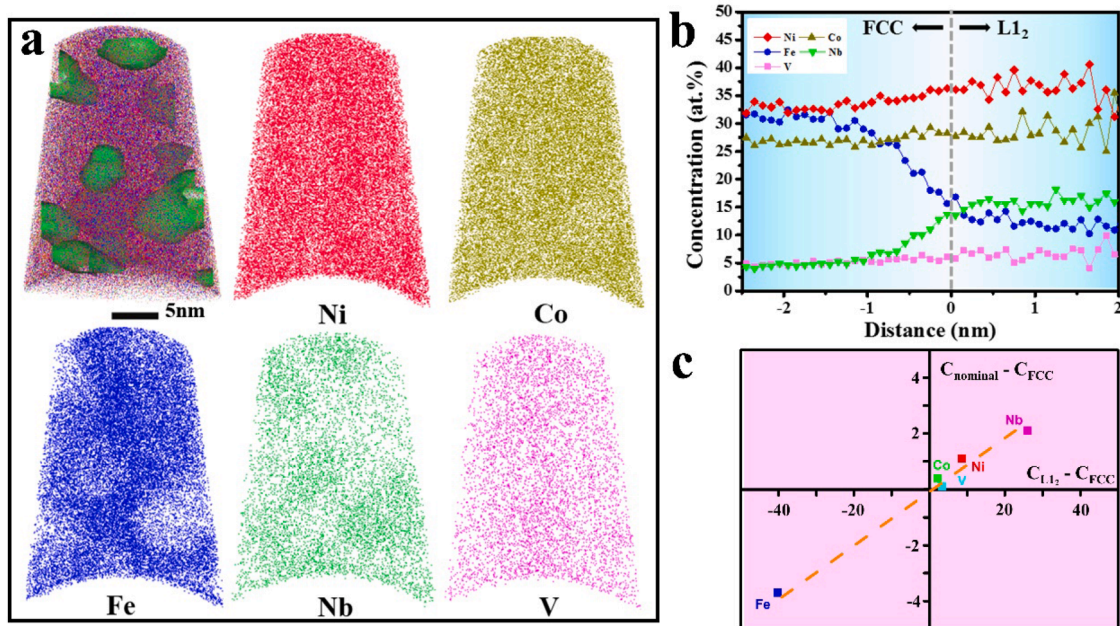 a
5nm
Ni
Co
Fe
Nb
V
b
FCC
L1₂
Ni
Co
Fe
Nb
V
Concentration (at.%)
50
45
40
35
30
25
20
15
10
5
0
-2
-1
0
1
2
Distance (nm)
c
C_nominal - C_FCC
C_L1₂ - C_FCC
4
2
-2
-4
-40
-20
0
20
40
Nb
Co
Ni
V
Fe